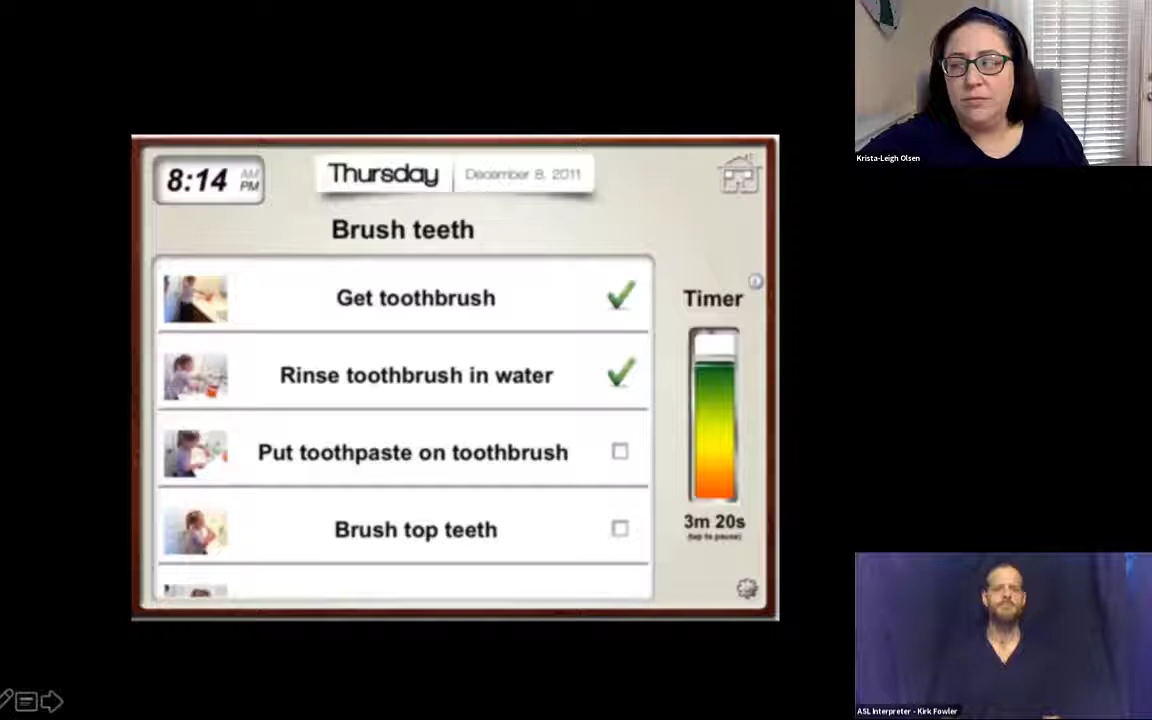 8:14 AM PM
Thursday December 8, 2011
Brush teeth
Get toothbrush
Rinse toothbrush in water
Put toothpaste on toothbrush
Brush top teeth
Timer
3m 20s
(tap to pause)
Krista-Leigh Olsen
ASL Interpreter - Kirk Fowler